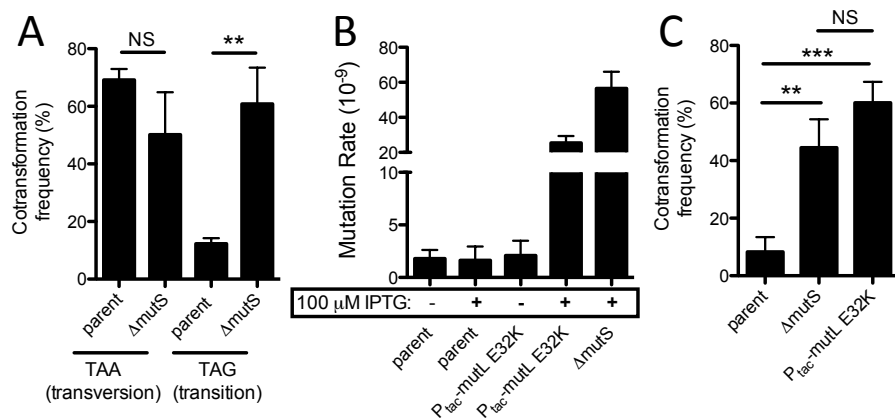 A
NS
**
Cotransformation
frequency (%)
80
60
40
20
0
parent
ΔmutS
parent
ΔmutS
TAA
(transversion)
TAG
(transition)
B
Mutation Rate (10⁻⁹)
80
60
40
20
10
5
0
100 µM IPTG: - + - + +
parent
parent
Ptac-mutL E32K
Ptac-mutL E32K
ΔmutS
C
NS
***
**
Cotransformation
frequency (%)
80
60
40
20
0
parent
ΔmutS
Ptac-mutL E32K